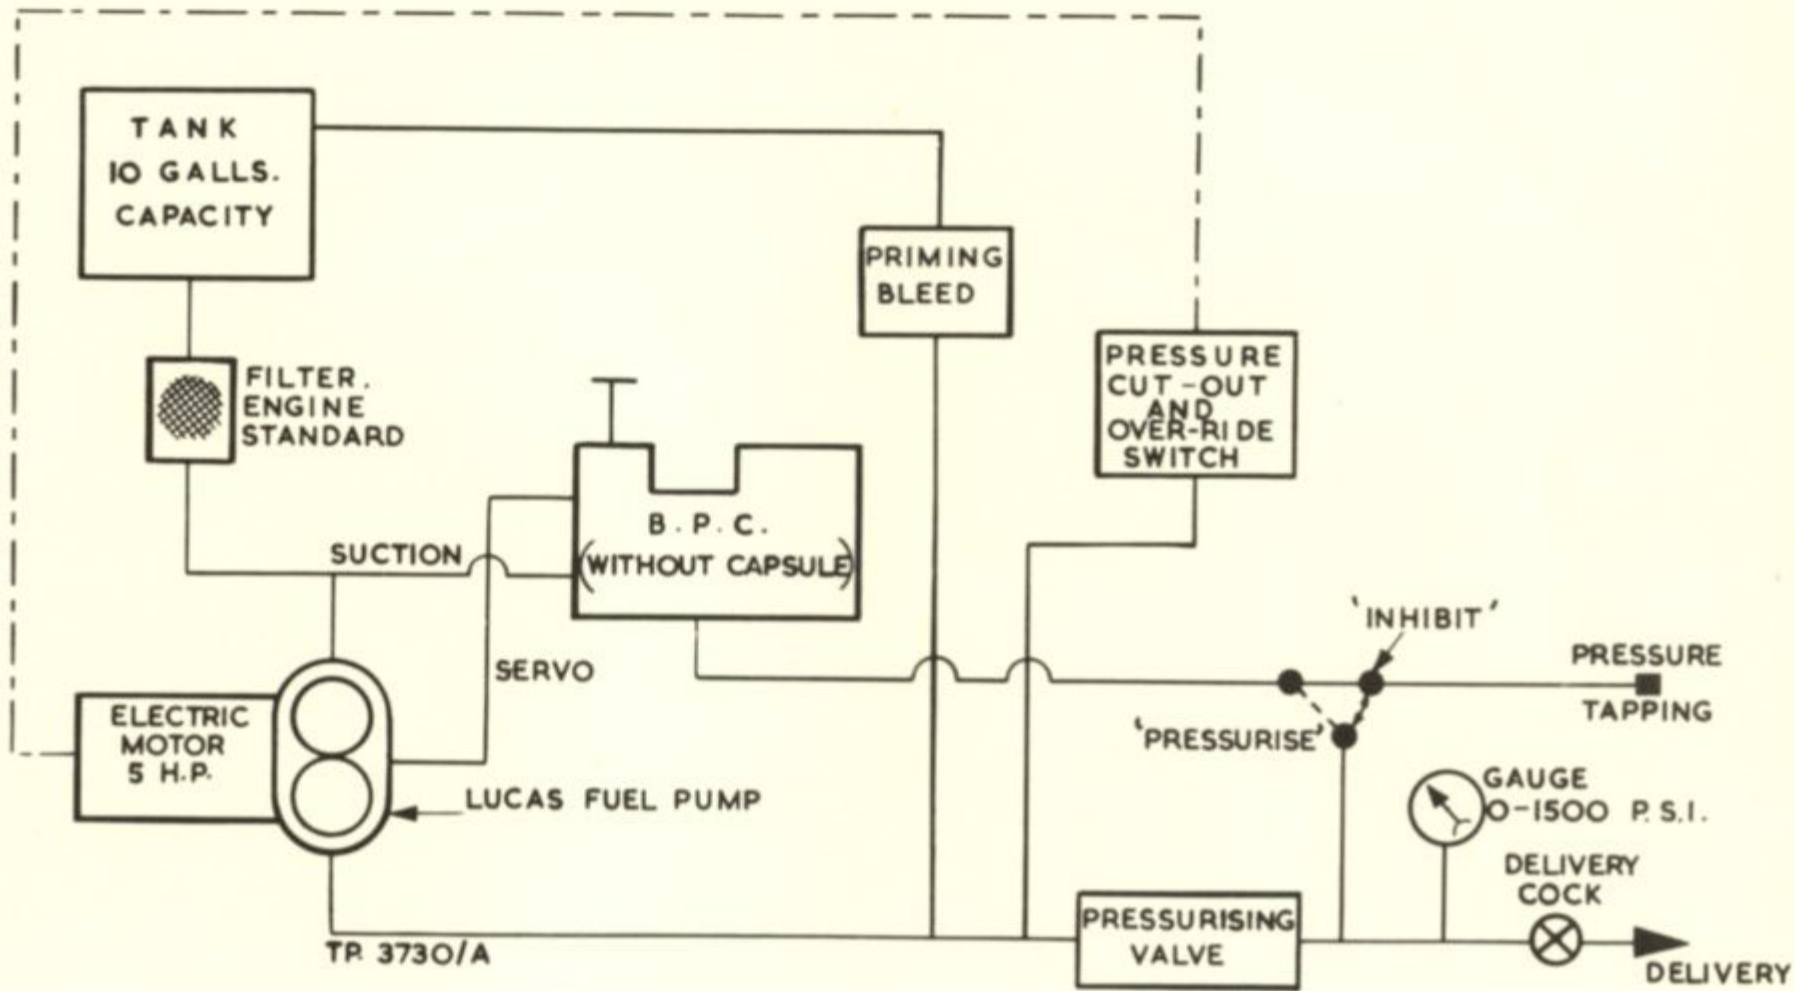 TANK
10 GALLS.
CAPACITY
PRIMING
BLEED
FILTER.
ENGINE
STANDARD
PRESSURE
CUT-OUT
AND
OVER-RIDE
SWITCH
B.P.C.
(WITHOUT CAPSULE)
SUCTION
SERVO
'INHIBIT'
PRESSURE
TAPPING
'PRESSURISE'
ELECTRIC
MOTOR
5 H.P.
LUCAS FUEL PUMP
GAUGE
0-1500 P.S.I.
DELIVERY
COCK
PRESSURISING
VALVE
TP. 3730/A
DELIVERY